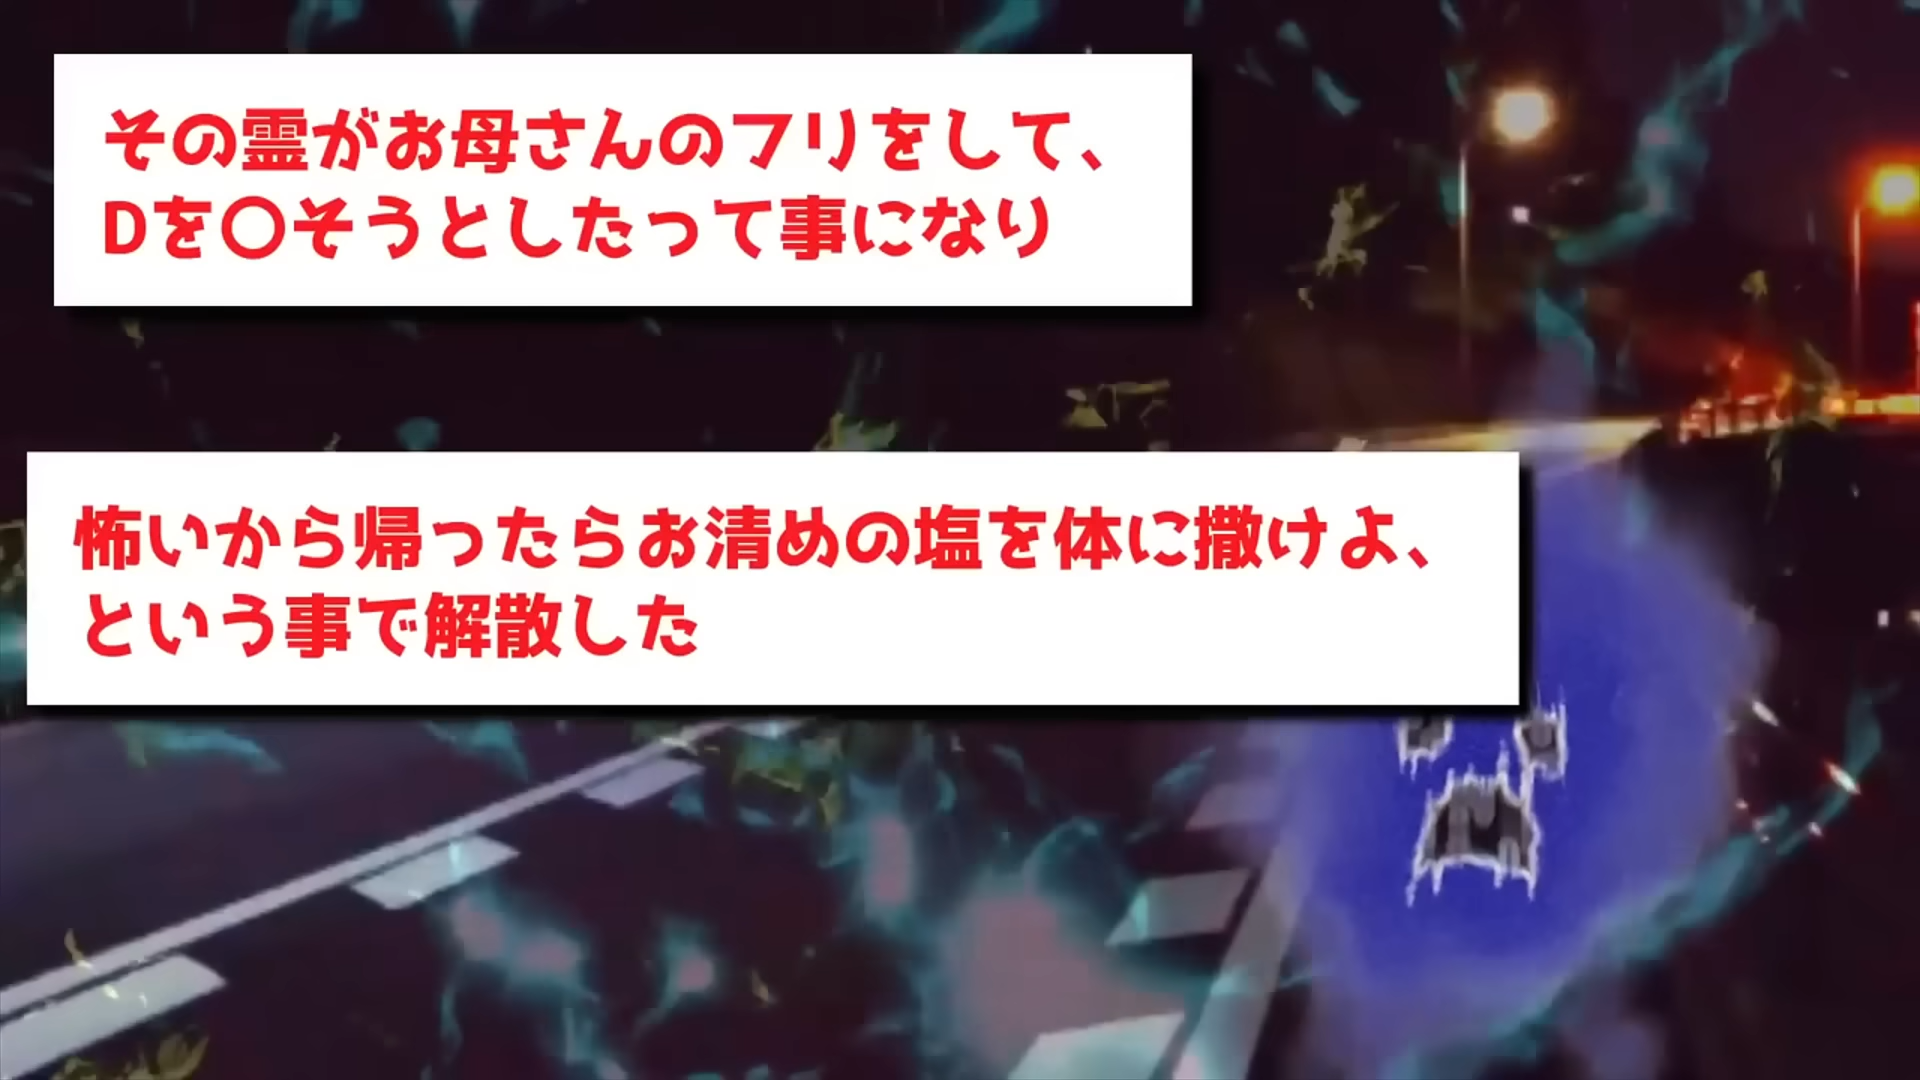 その霊がお母さんのフリをして、
Dを〇そうとしたって事になり
怖いから帰ったらお清めの塩を体に撒けよ、
という事で解散した